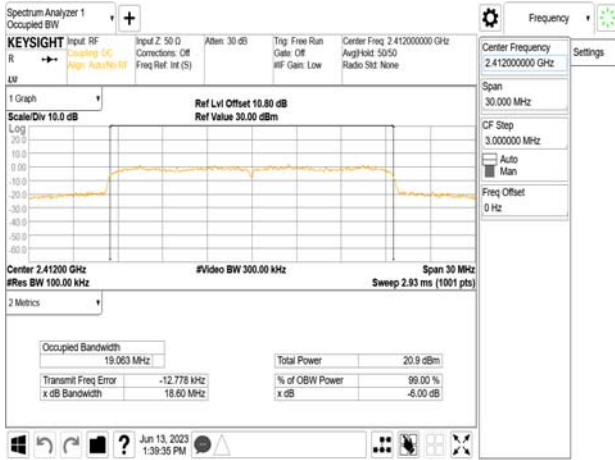 Spectrum Analyzer 1
Occupied BW
+
Frequency
KEYSIGHT
R
Input: RF
Coupling: DC
Align: Auto/No RF
Input Z: 50 Ω
Corrections: Off
Freq Ref: Int (S)
Atten: 30 dB
Trig: Free Run
Gate: Off
#IF Gain: Low
Center Freq: 2.412000000 GHz
Avg|Hold: 50/50
Radio Std: None
Center Frequency
2.412000000 GHz
Settings
Span
30.000 MHz
CF Step
3.000000 MHz
Auto
Man
Freq Offset
0 Hz
1 Graph
Scale/Div 10.0 dB
Ref Lvl Offset 10.80 dB
Ref Value 30.00 dBm
Log
20.0
10.0
0.00
-10.0
-20.0
-30.0
-40.0
-50.0
-60.0
Center 2.41200 GHz
#Res BW 100.00 kHz
#Video BW 300.00 kHz
Span 30 MHz
Sweep 2.93 ms (1001 pts)
2 Metrics
Occupied Bandwidth
19.063 MHz
Total Power 20.9 dBm
Transmit Freq Error -12.778 kHz
% of OBW Power 99.00 %
x dB Bandwidth 18.60 MHz
x dB -6.00 dB
?
Jun 13, 2023
1:39:35 PM